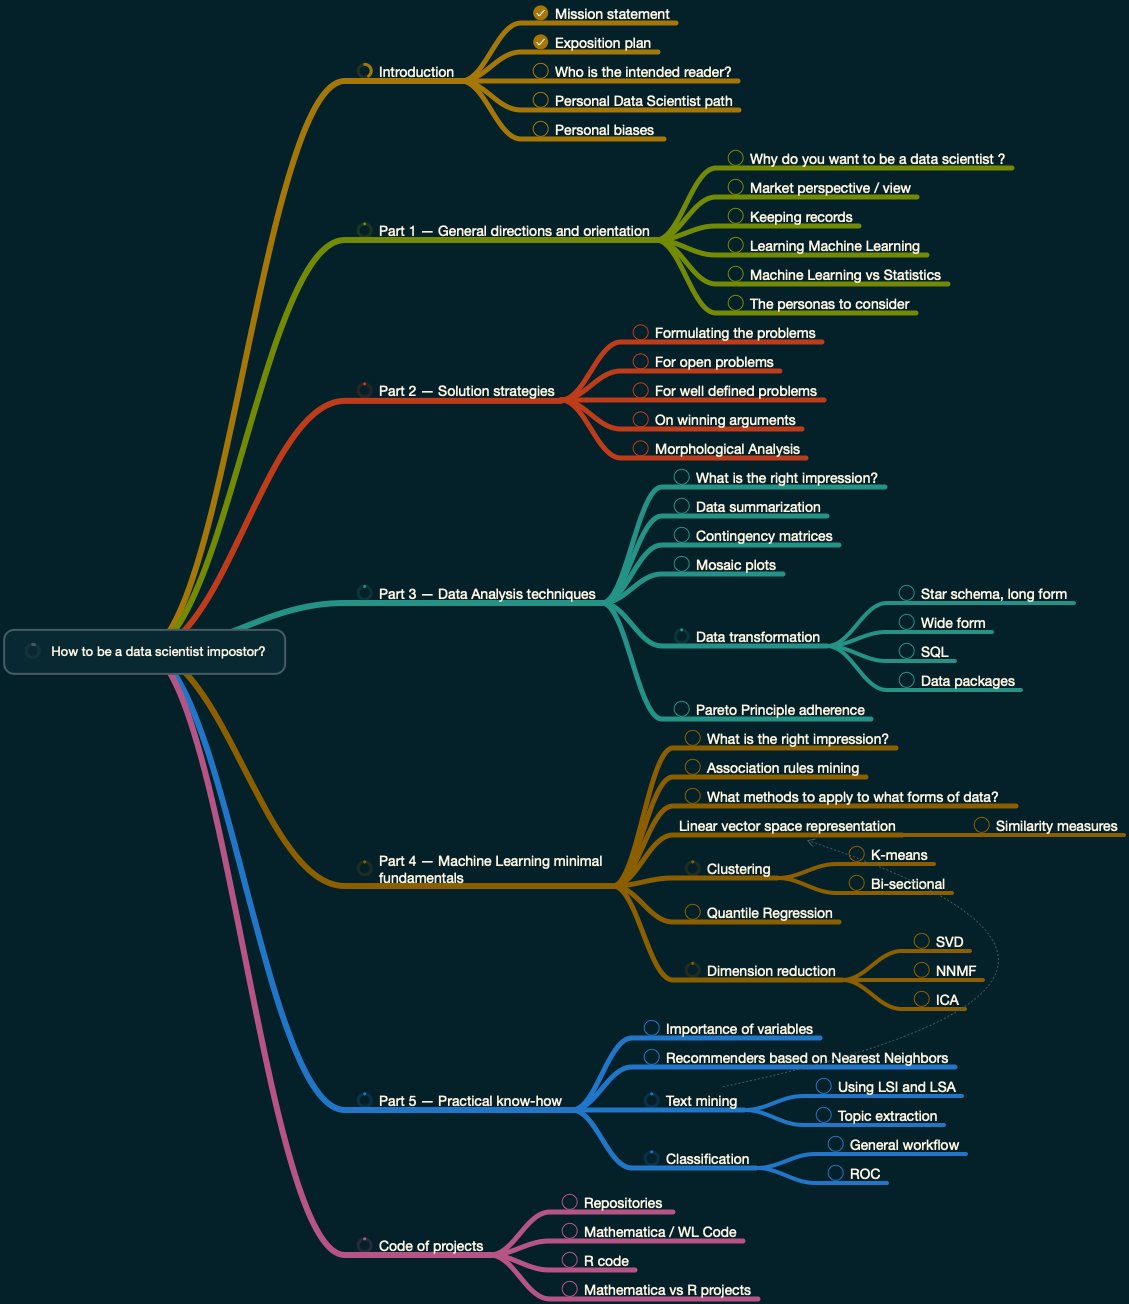 Mission statement
Exposition plan
Introduction
Who is the intended reader?
Personal Data Scientist path
Personal biases
Why do you want to be a data scientist ?
Market perspective / view
Keeping records
Part 1 — General directions and orientation
Learning Machine Learning
Machine Learning vs Statistics
The personas to consider
Formulating the problems
For open problems
Part 2 — Solution strategies
For well defined problems
On winning arguments
Morphological Analysis
What is the right impression?
Data summarization
Contingency matrices
Mosaic plots
Part 3 — Data Analysis techniques
Star schema, long form
Wide form
Data transformation
SQL
Data packages
Pareto Principle adherence
How to be a data scientist impostor?
What is the right impression?
Association rules mining
What methods to apply to what forms of data?
Linear vector space representation
Similarity measures
Part 4 — Machine Learning minimal
fundamentals
Clustering
K-means
Bi-sectional
Quantile Regression
Dimension reduction
SVD
NNMF
ICA
Importance of variables
Recommenders based on Nearest Neighbors
Part 5 — Practical know-how
Text mining
Using LSI and LSA
Topic extraction
Classification
General workflow
ROC
Repositories
Mathematica / WL Code
Code of projects
R code
Mathematica vs R projects